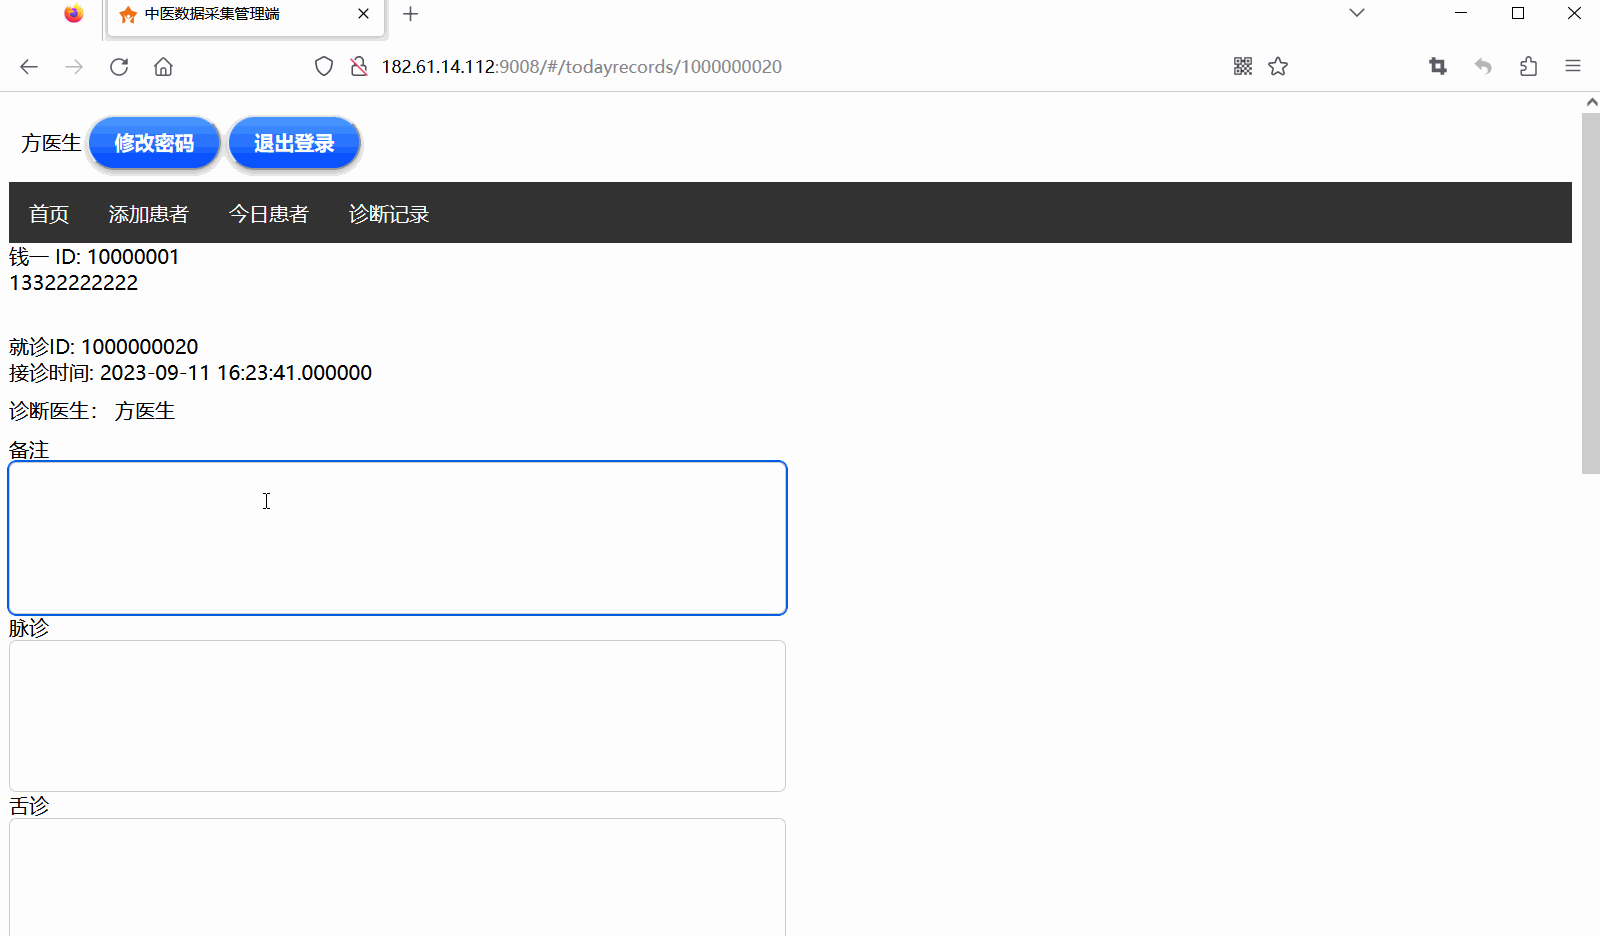 中医数据采集管理端
182.61.14.112:9008/#/todayrecords/1000000020
方医生 修改密码 退出登录
首页 添加患者 今日患者 诊断记录
钱一 ID: 10000001
13322222222
就诊ID: 1000000020
接诊时间: 2023-09-11 16:23:41.000000
诊断医生： 方医生
备注
脉诊
舌诊